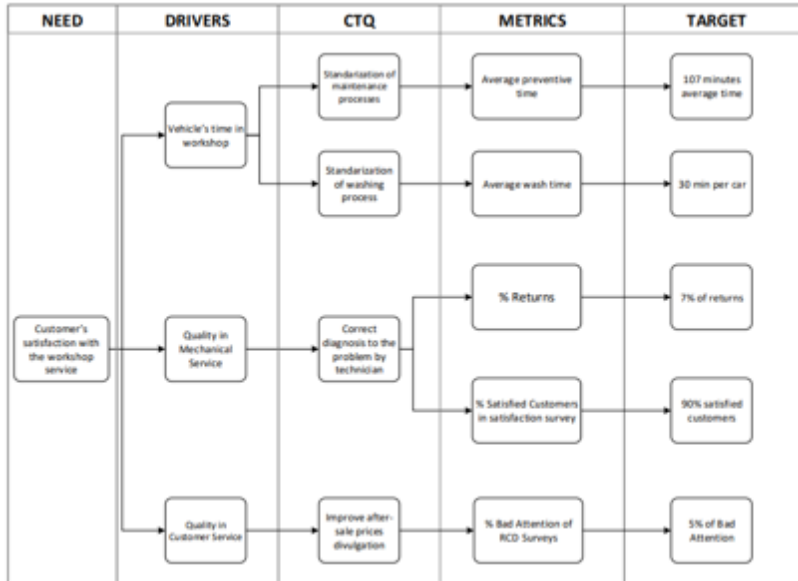 NEED
DRIVERS
CTQ
METRICS
TARGET
Standarization of
maintenance
processes
Average preventive
time
107 minutes
average time
Vehicle's time in
workshop
Standarization
of washing
process
Average wash time
30 min per car
% Returns
7% of returns
Customer's
satisfaction with
the workshop
service
Quality in
Mechanical
Service
Correct
diagnosis to the
problem by
technician
% Satisfied Customers
in satisfaction survey
90% satisfied
customers
Quality in
Customer Service
Improve after-
sale prices
divulgation
% Bad Attention of
RCD Surveys
5% of Bad
Attention